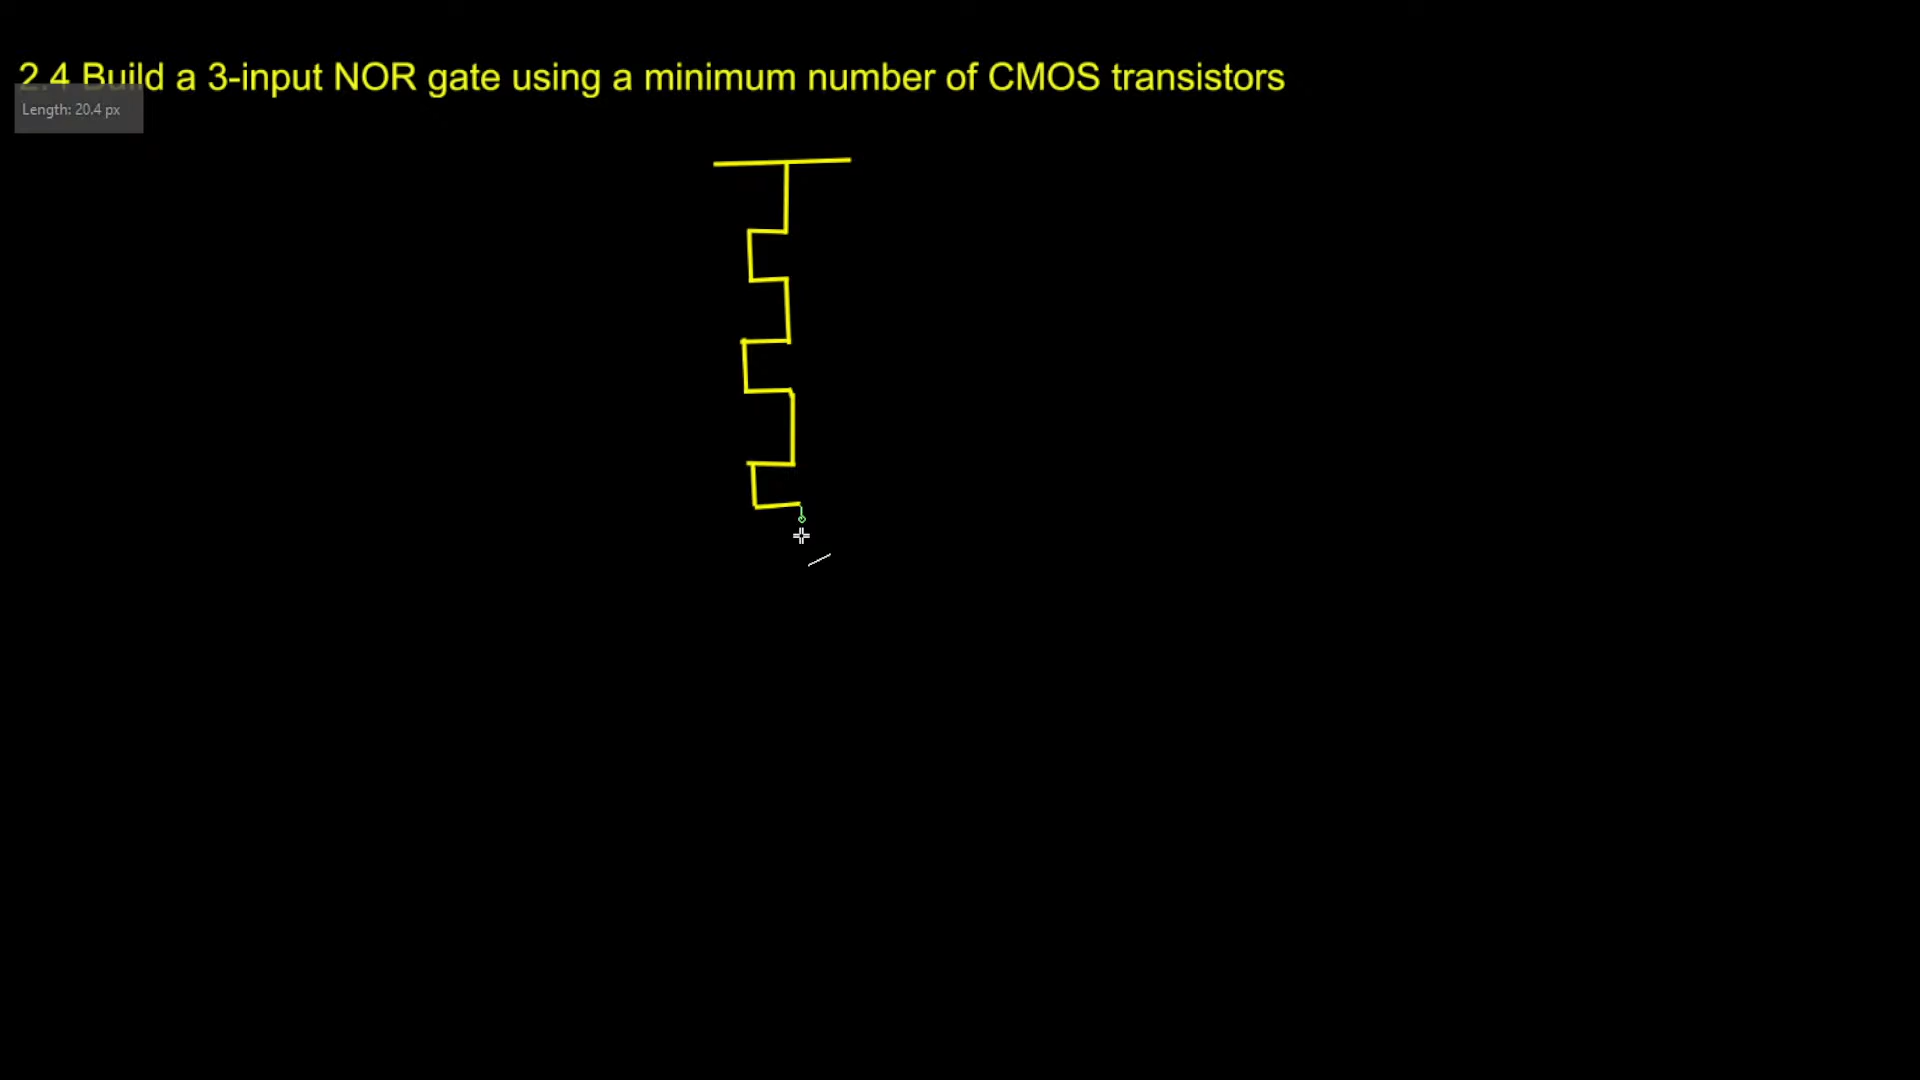 2.4 Build a 3-input NOR gate using a minimum number of CMOS transistors
Length: 20.4 px